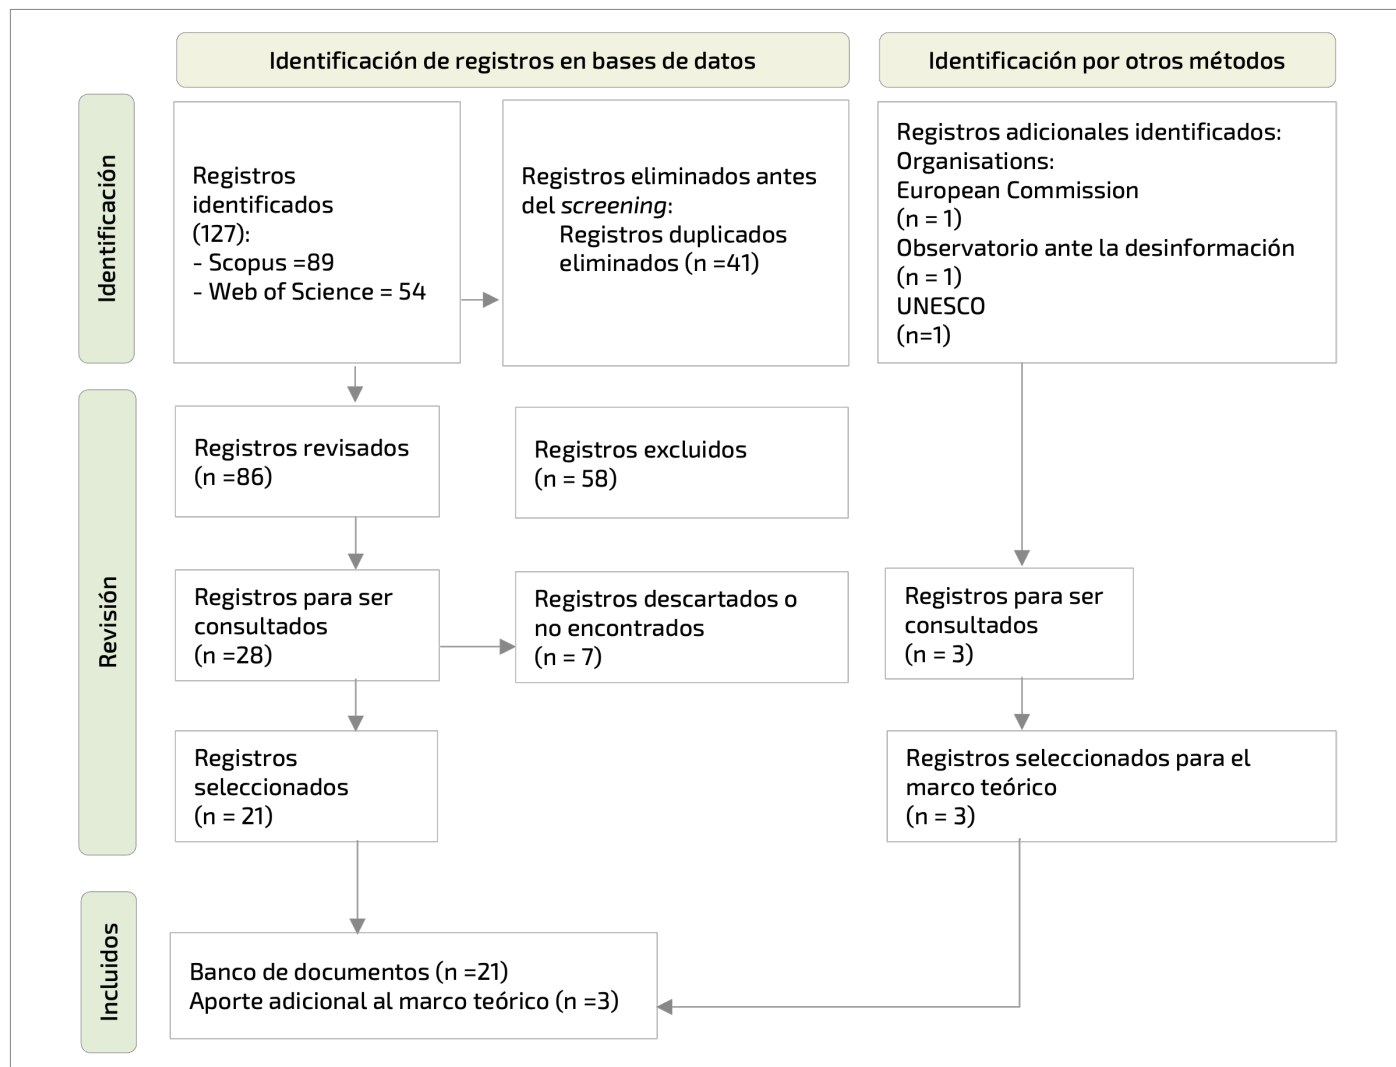 Identificación de registros en bases de datos
Identificación por otros métodos
Identificación
Registros
identificados
(127):
- Scopus =89
- Web of Science = 54
Registros eliminados antes
del screening:
Registros duplicados
eliminados (n =41)
Registros adicionales identificados:
Organisations:
European Commission
(n = 1)
Observatorio ante la desinformación
(n = 1)
UNESCO
(n=1)
Revisión
Registros revisados
(n =86)
Registros excluidos
(n = 58)
Registros para ser
consultados
(n =28)
Registros descartados o
no encontrados
(n = 7)
Registros para ser
consultados
(n = 3)
Registros
seleccionados
(n = 21)
Registros seleccionados para el
marco teórico
(n = 3)
Incluidos
Banco de documentos (n =21)
Aporte adicional al marco teórico (n =3)